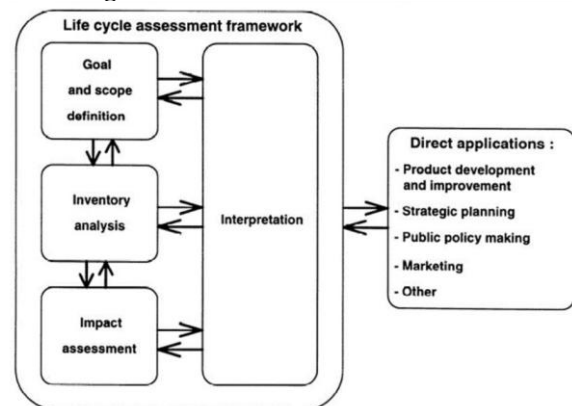 Life cycle assessment framework
Goal
and scope
definition
Inventory
analysis
Impact
assessment
Interpretation
Direct applications :
- Product development
and improvement
- Strategic planning
- Public policy making
- Marketing
- Other